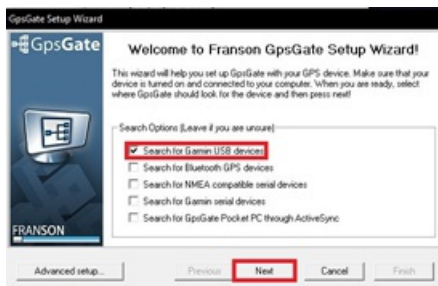 GpsGate Setup Wizard
GpsGate
Welcome to Franson GpsGate Setup Wizard!
This wizard will help you set up GpsGate with your GPS device. Make sure that your
device is turned on and connected to your computer. When you are ready, select
where GpsGate should look for the device and then press next!
Search Options (Leave if you are unsure)
Search for Garmin USB devices
Search for Bluetooth GPS devices
Search for NMEA compatible serial devices
Search for Garmin serial devices
Search for GpsGate Pocket PC through ActiveSync
FRANSON
Advanced setup... Previous Next Cancel Finish